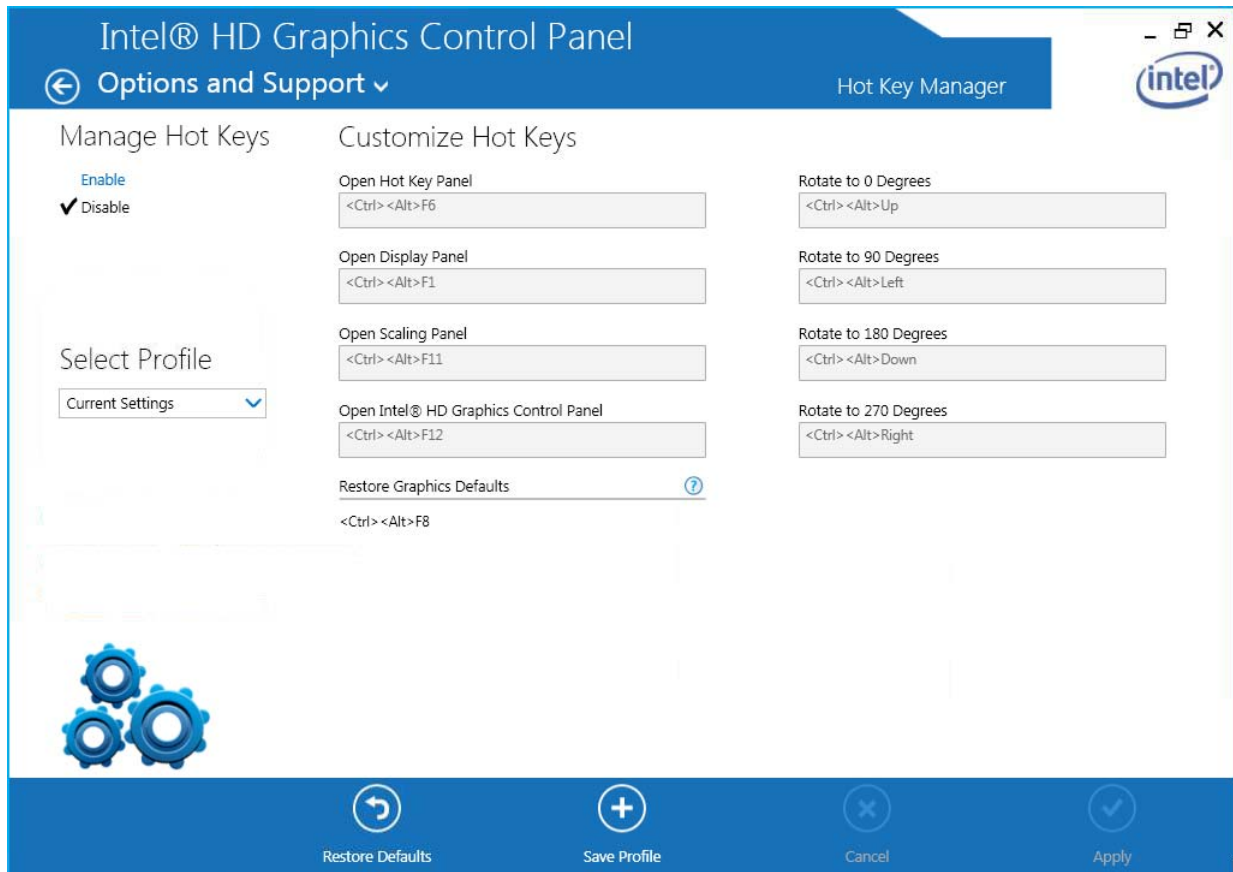 Intel® HD Graphics Control Panel
Options and Support
Hot Key Manager
intel®
Manage Hot Keys
Enable
Disable
Select Profile
Current Settings
Customize Hot Keys
Open Hot Key Panel
<Ctrl><Alt>F6
Open Display Panel
<Ctrl><Alt>F1
Open Scaling Panel
<Ctrl><Alt>F11
Open Intel® HD Graphics Control Panel
<Ctrl><Alt>F12
Restore Graphics Defaults
?
<Ctrl><Alt>F8
Rotate to 0 Degrees
<Ctrl><Alt>Up
Rotate to 90 Degrees
<Ctrl><Alt>Left
Rotate to 180 Degrees
<Ctrl><Alt>Down
Rotate to 270 Degrees
<Ctrl><Alt>Right
Restore Defaults
Save Profile
Cancel
Apply